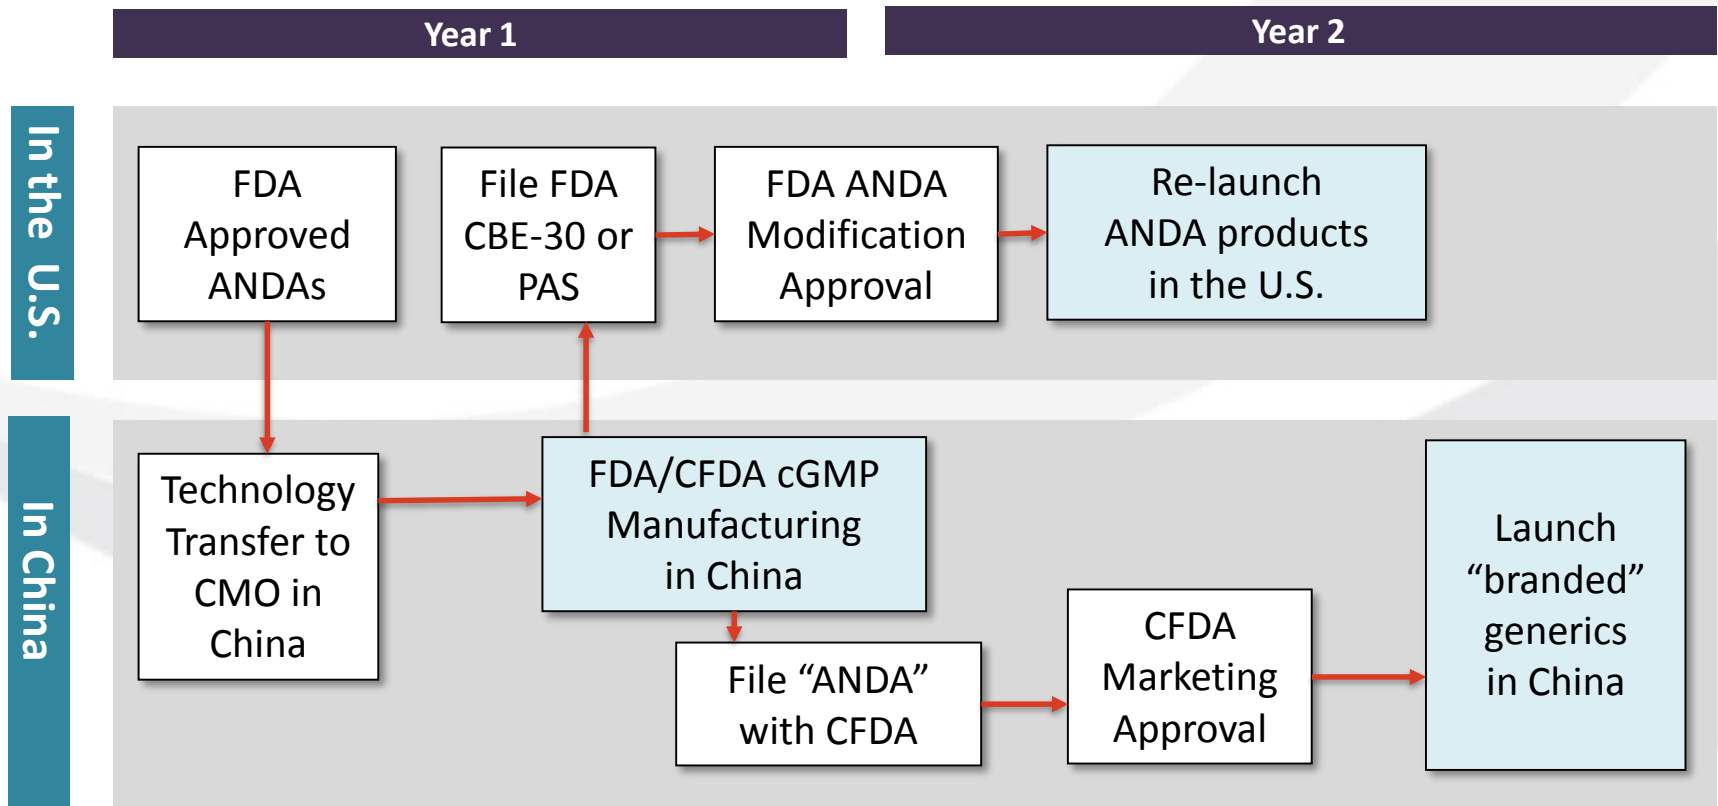 Year 1
Year 2
In the U.S.
FDA
Approved
ANDAs
File FDA
CBE-30 or
PAS
FDA ANDA
Modification
Approval
Re-launch
ANDA products
in the U.S.
In China
Technology
Transfer to
CMO in
China
FDA/CFDA cGMP
Manufacturing
in China
File “ANDA”
with CFDA
CFDA
Marketing
Approval
Launch
“branded”
generics
in China